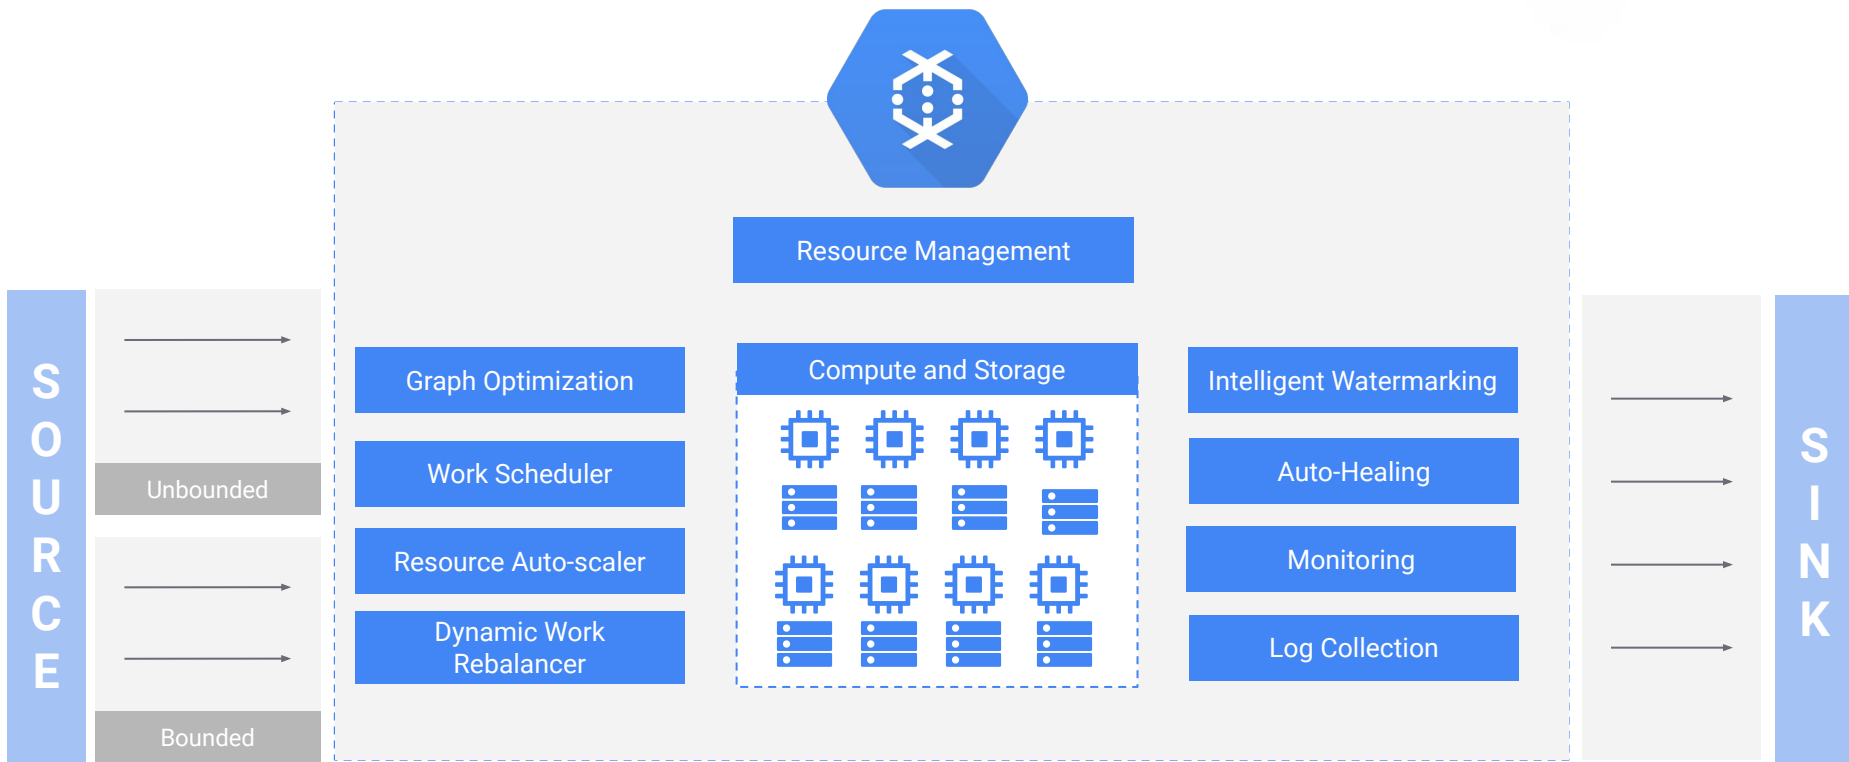 Resource Management
SOURCE
Unbounded
Bounded
Graph Optimization
Work Scheduler
Resource Auto-scaler
Dynamic Work
Rebalancer
Compute and Storage
Intelligent Watermarking
Auto-Healing
Monitoring
Log Collection
SINK